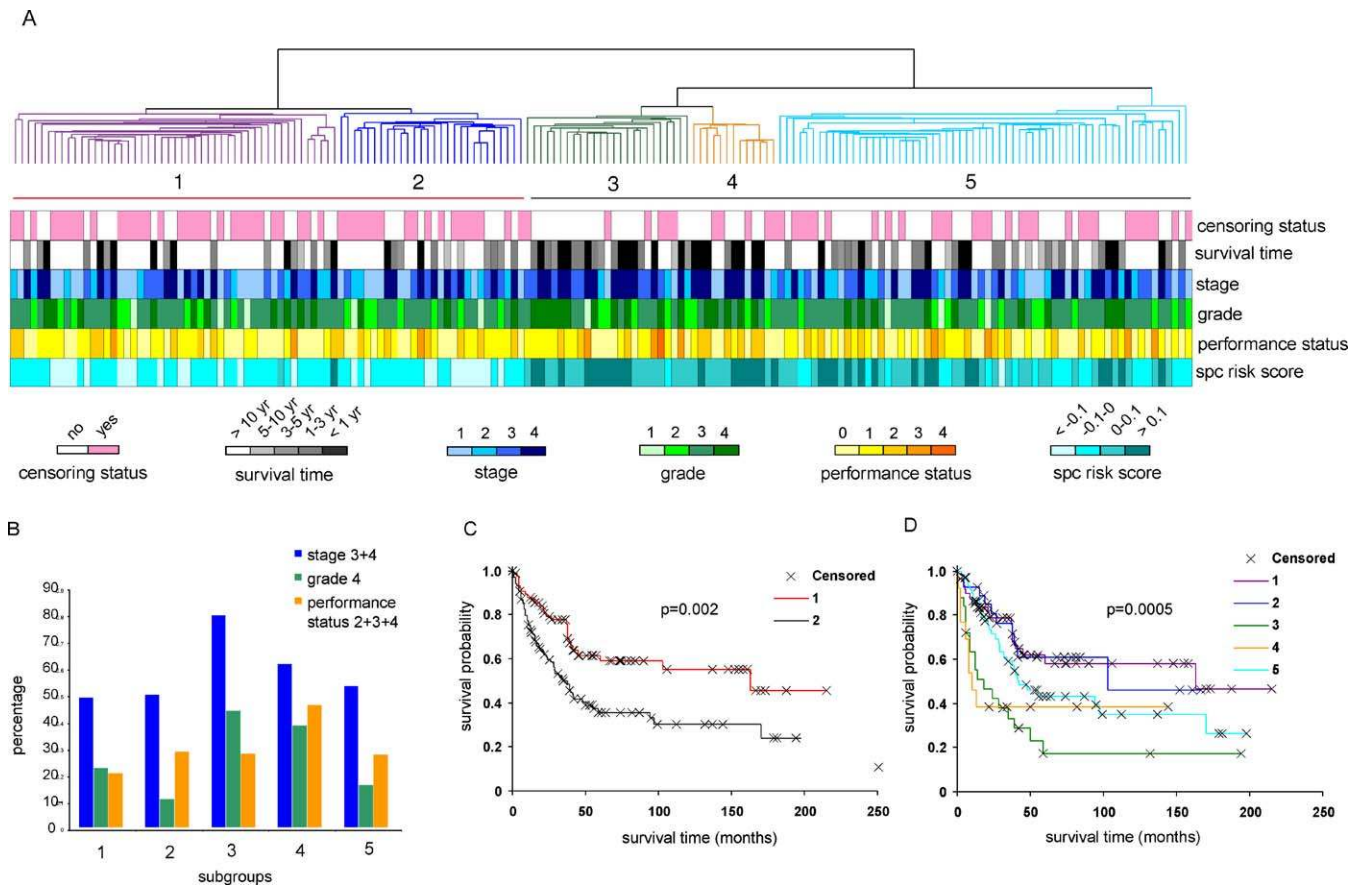 A
1 2 3 4 5
censoring status
survival time
stage
grade
performance status
spc risk score
no yes
> 10 yr 5-10 yr 3-5 yr 1-3 yr < 1 yr
1 2 3 4
1 2 3 4
0 1 2 3 4
< -0.1 -0.1-0 0-0.1 > 0.1
censoring status survival time stage grade performance status spc risk score
B
stage 3+4
grade 4
performance
status 2+3+4
percentage
90
80
70
60
50
40
30
20
10
0
1 2 3 4 5
subgroups
C
Censored
1
2
p=0.002
survival probability
1.0
0.8
0.6
0.4
0.2
0
0 50 100 150 200 250
survival time (months)
D
Censored
1
2
3
4
5
p=0.0005
survival probability
1.0
0.8
0.6
0.4
0.2
0
0 50 100 150 200 250
survival time (months)